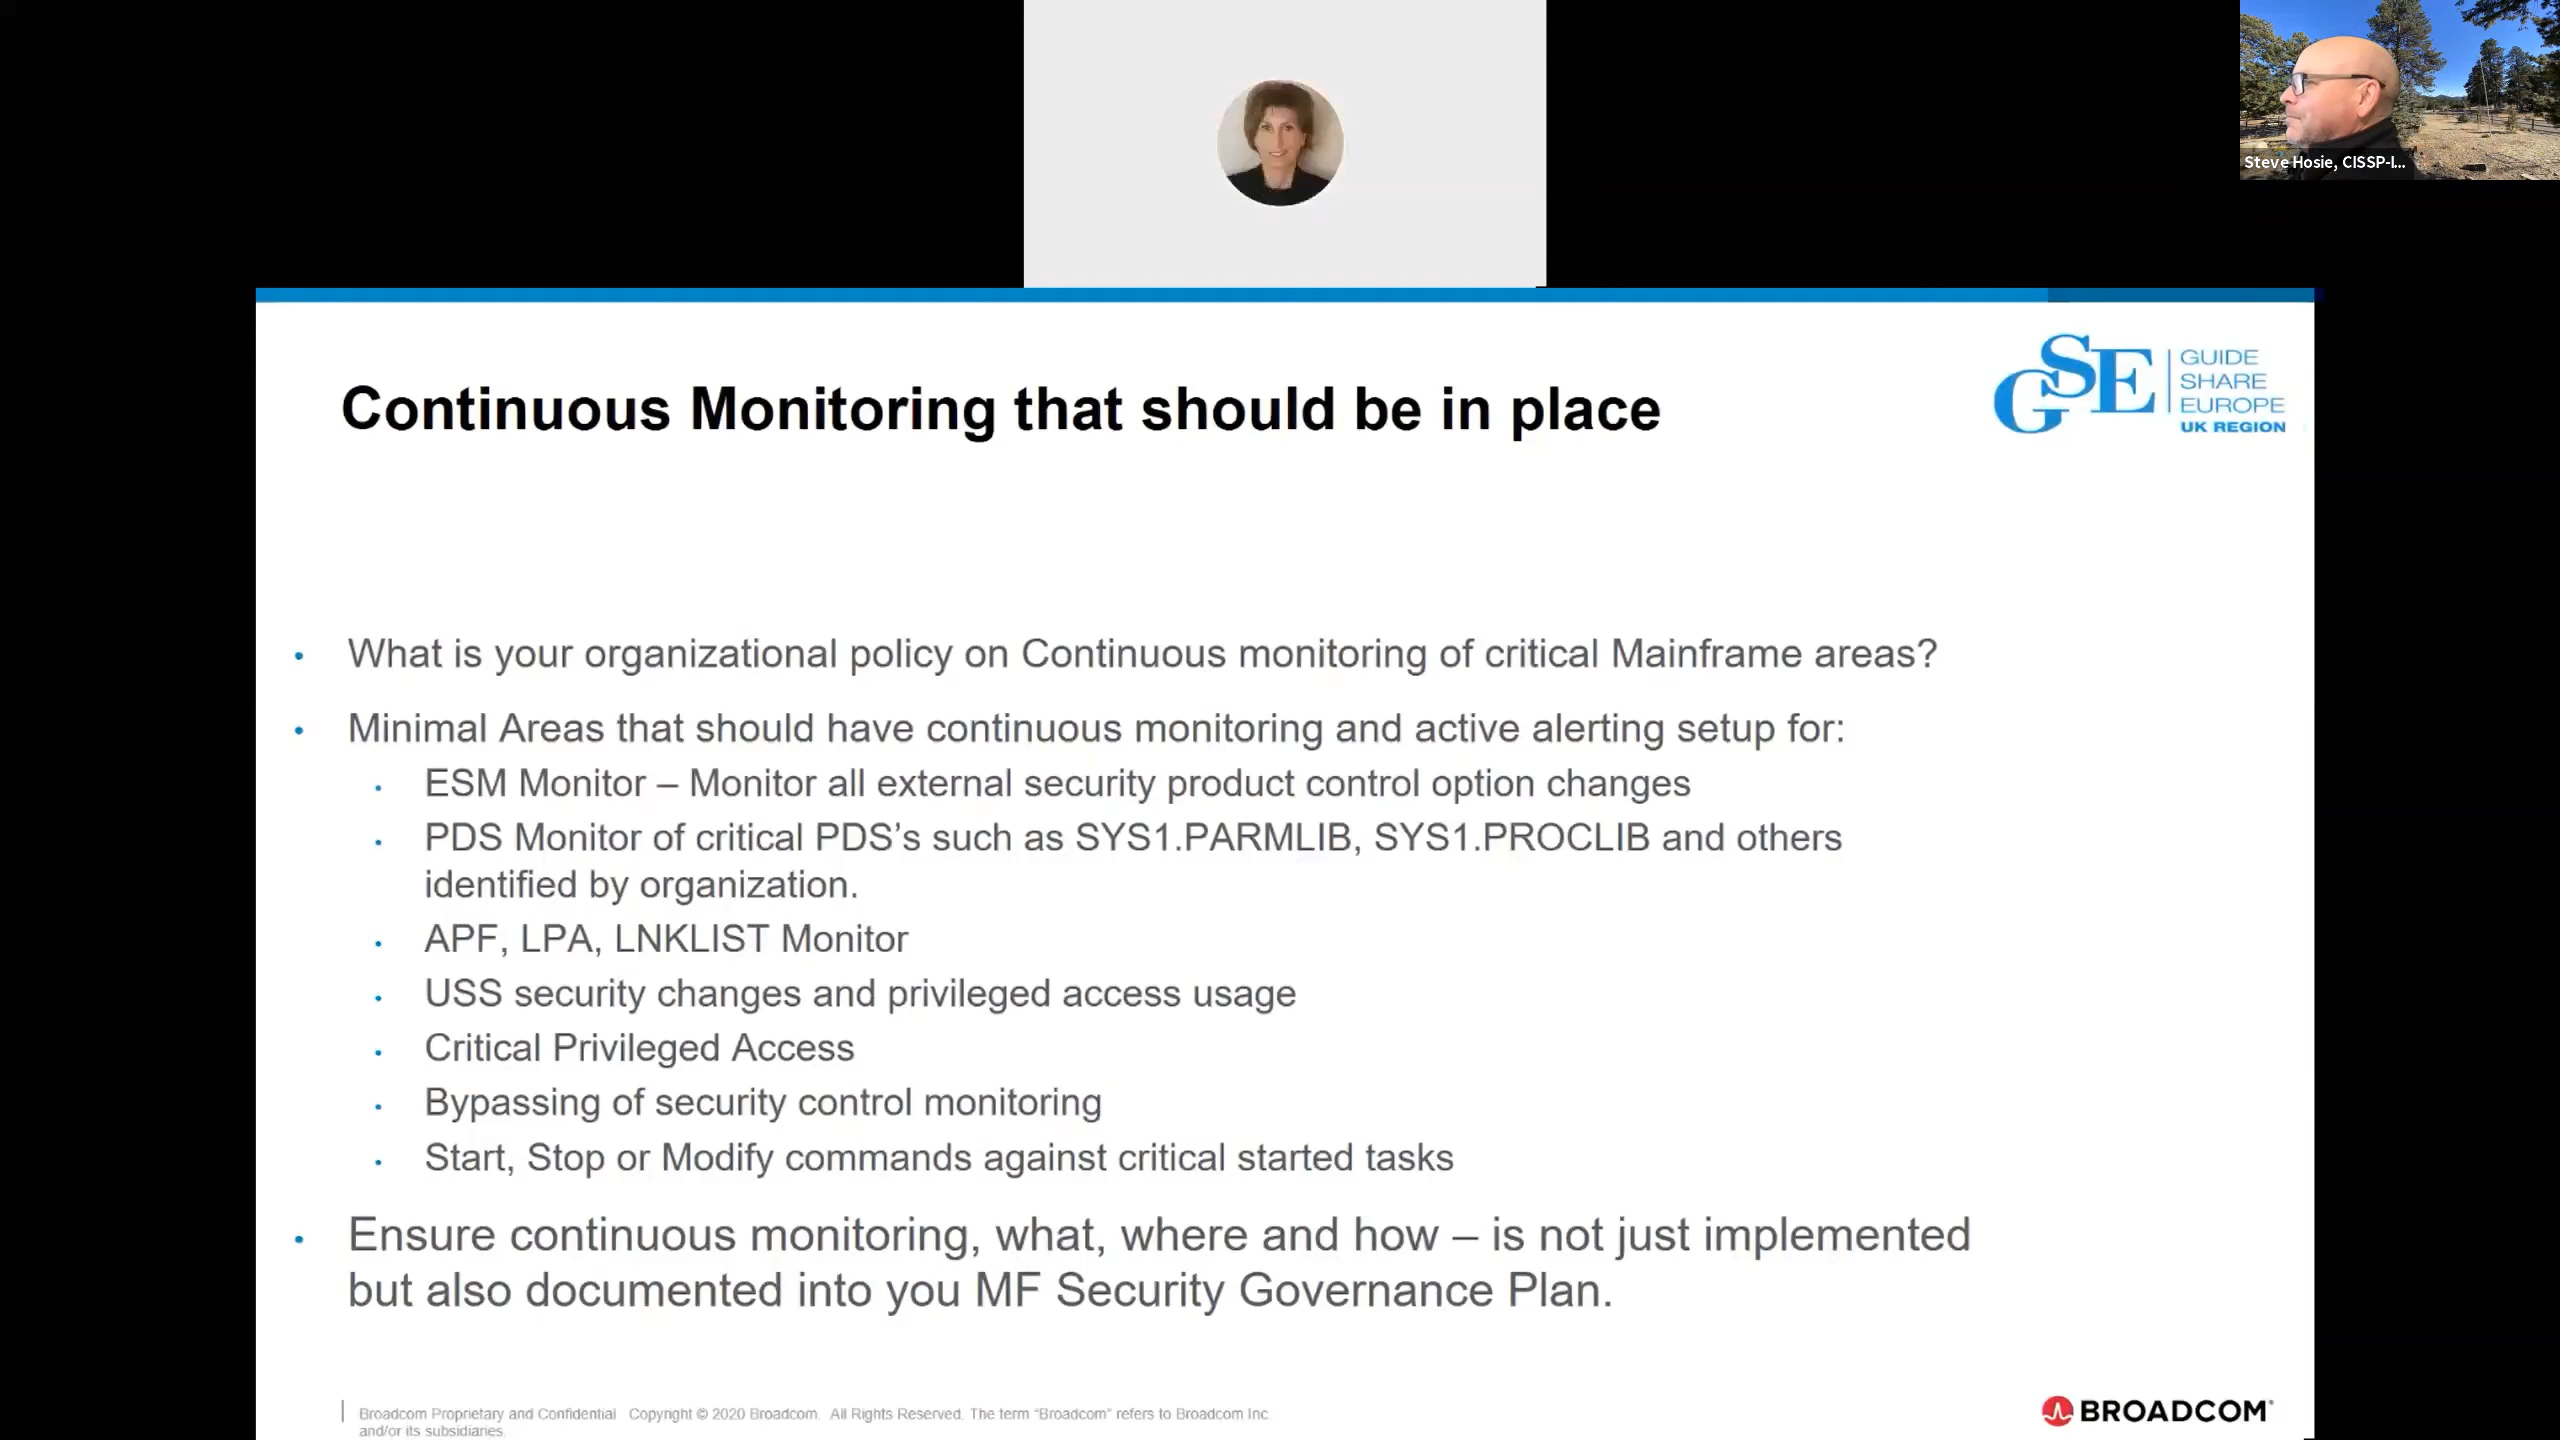 Steve Hosie, CISSP-I...
GSE
GUIDE
SHARE
EUROPE
UK REGION
Continuous Monitoring that should be in place
• What is your organizational policy on Continuous monitoring of critical Mainframe areas?
• Minimal Areas that should have continuous monitoring and active alerting setup for:
• ESM Monitor – Monitor all external security product control option changes
• PDS Monitor of critical PDS’s such as SYS1.PARMLIB, SYS1.PROCLIB and others
identified by organization.
• APF, LPA, LNKLIST Monitor
• USS security changes and privileged access usage
• Critical Privileged Access
• Bypassing of security control monitoring
• Start, Stop or Modify commands against critical started tasks
• Ensure continuous monitoring, what, where and how – is not just implemented
but also documented into you MF Security Governance Plan.
Broadcom Proprietary and Confidential Copyright © 2020 Broadcom. All Rights Reserved. The term “Broadcom” refers to Broadcom Inc.
and/or its subsidiaries.
BROADCOM®